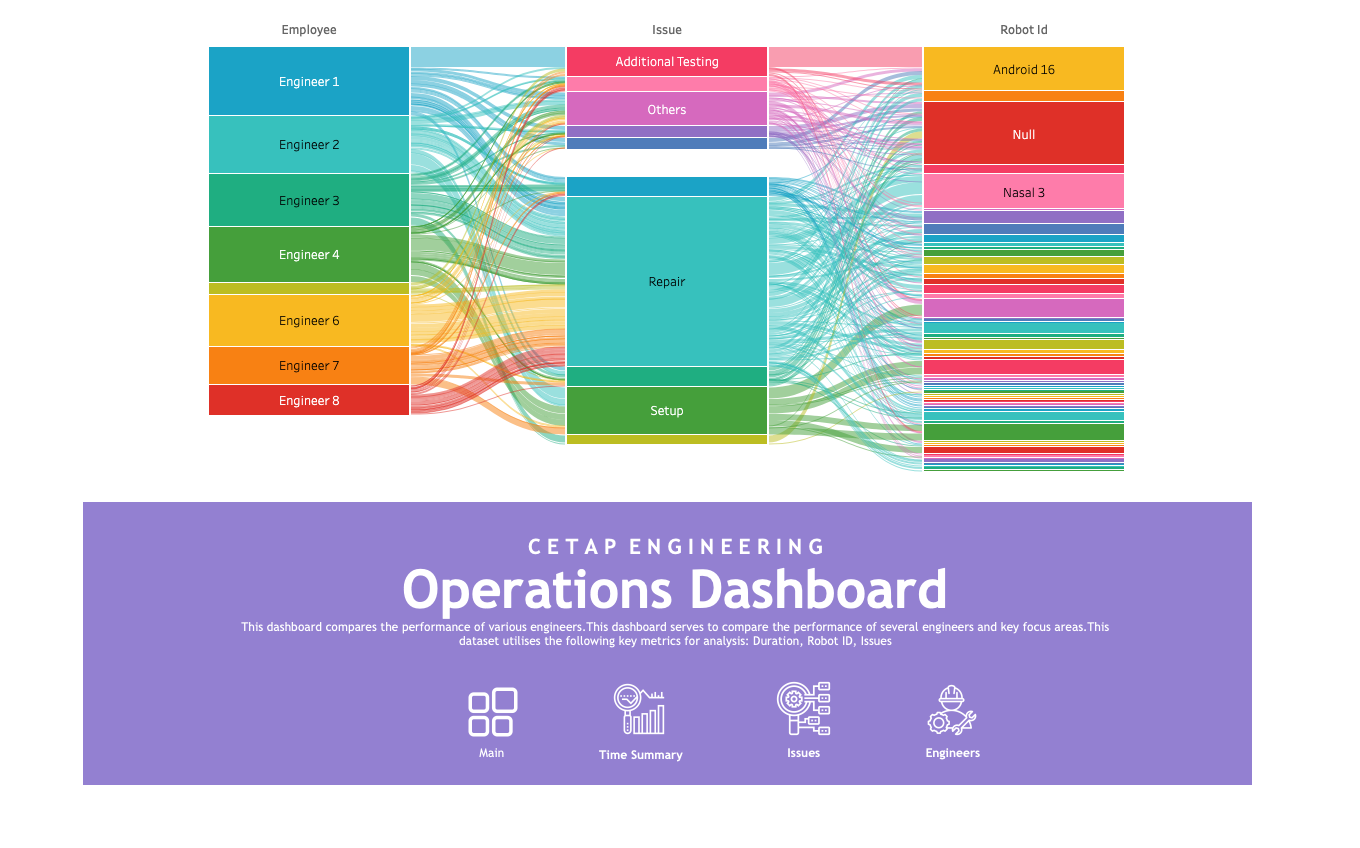 Employee
Issue
Robot Id
Engineer 1
Engineer 2
Engineer 3
Engineer 4
Engineer 6
Engineer 7
Engineer 8
Additional Testing
Others
Repair
Setup
Android 16
Null
Nasal 3
CETAP ENGINEERING
Operations Dashboard
This dashboard compares the performance of various engineers.This dashboard serves to compare the performance of several engineers and key focus areas.This
dataset utilises the following key metrics for analysis: Duration, Robot ID, Issues
Main
Time Summary
Issues
Engineers